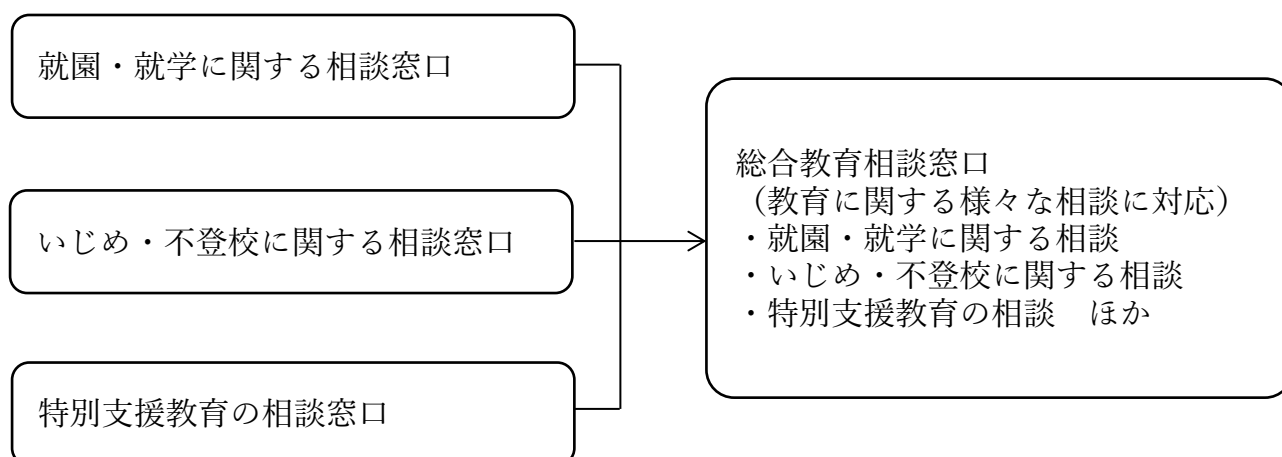 就園・就学に関する相談窓口
いじめ・不登校に関する相談窓口
特別支援教育の相談窓口
総合教育相談窓口
（教育に関する様々な相談に対応）
・就園・就学に関する相談
・いじめ・不登校に関する相談
・特別支援教育の相談　ほか